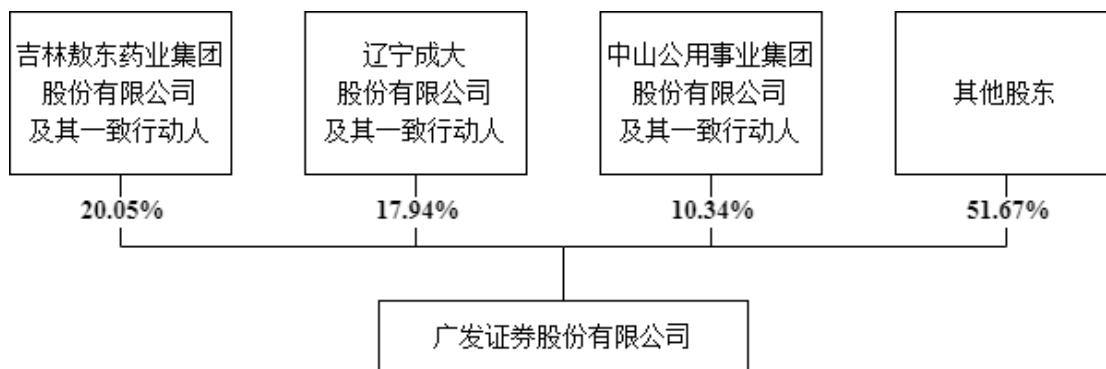 吉林敖东药业集团
股份有限公司
及其一致行动人
辽宁成大
股份有限公司
及其一致行动人
中山公用事业集团
股份有限公司
及其一致行动人
其他股东
20.05%
17.94%
10.34%
51.67%
广发证券股份有限公司